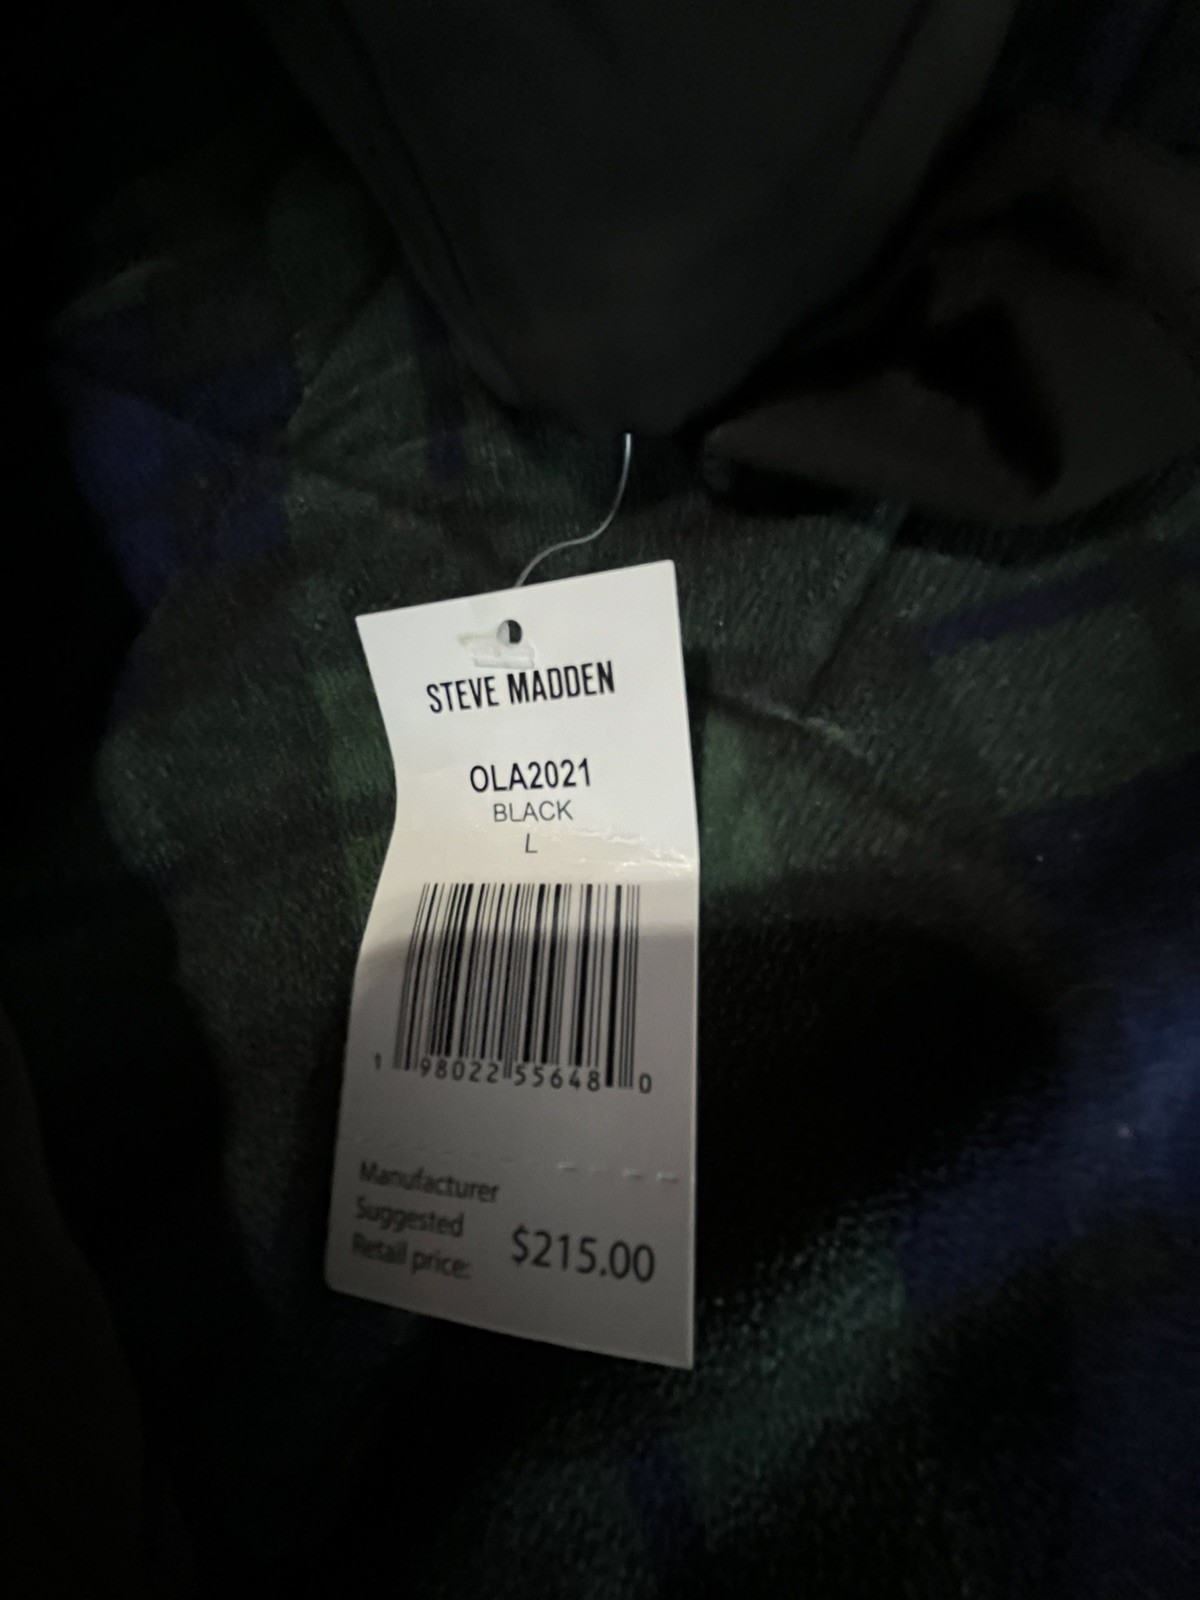 STEVE MADDEN
OLA2021
BLACK
L
1 98022 55648 0
Manufacturer
Suggested
Retail price:
$215.00